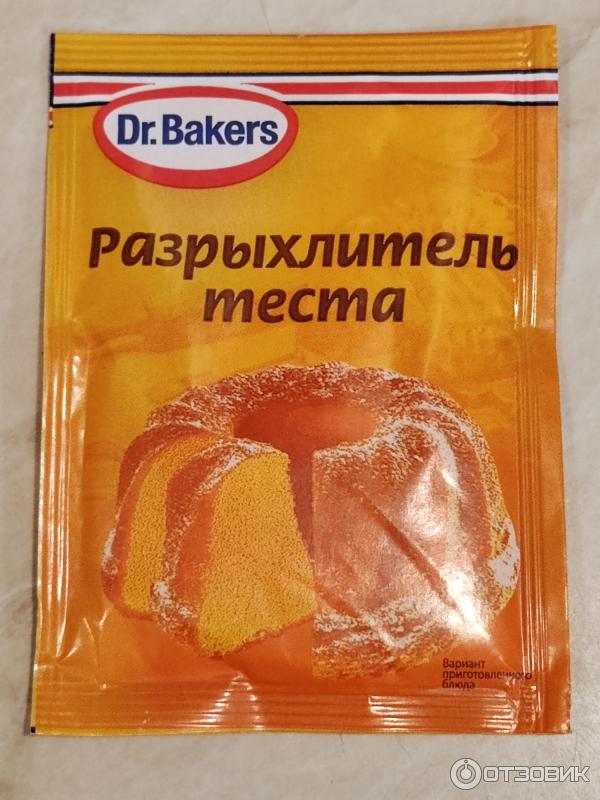 Dr.Bakers
Разрыхлитель
теста
Вариант
приготовленного
блюда
ОТЗОВИК